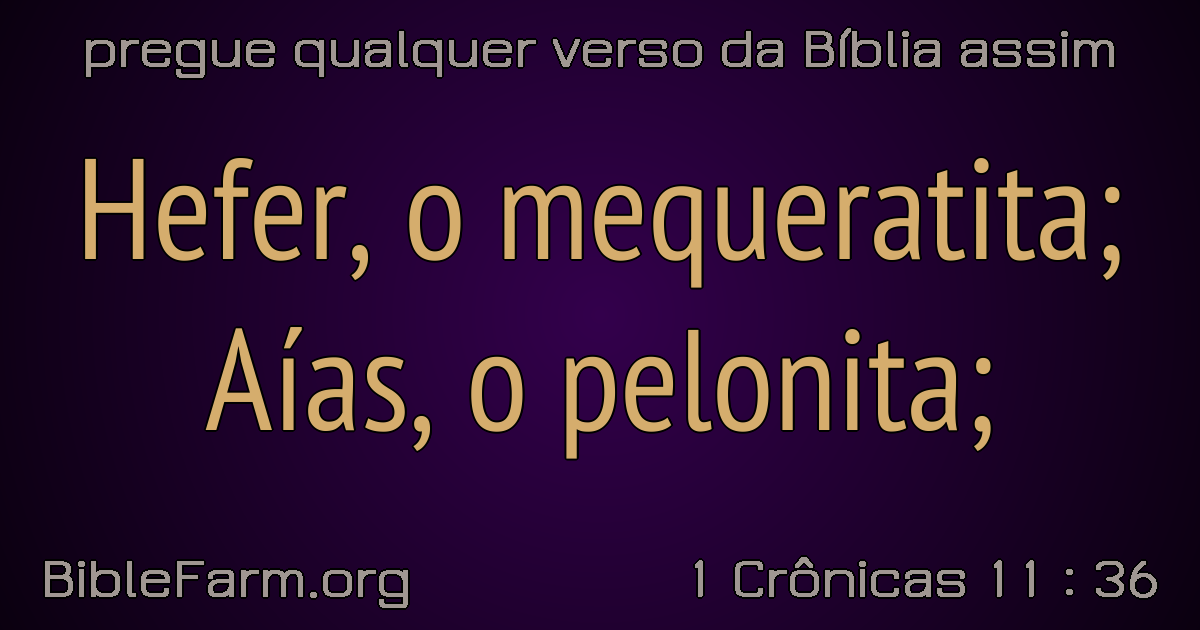 pregue qualquer verso da Bíblia assim
Hefer, o mequeratita;
Aías, o pelonita;
BibleFarm.org
1 Crônicas 11 : 36